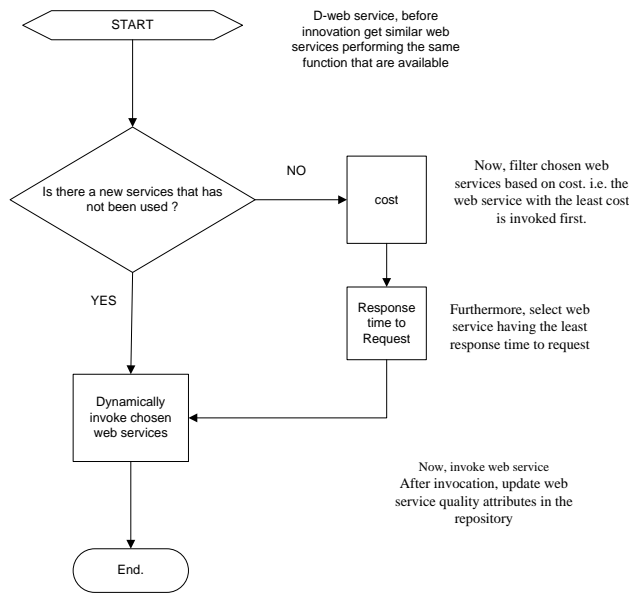 START
D-web service, before
innovation get similar web
services performing the same
function that are available
Is there a new services that has
not been used ?
NO
cost
Now, filter chosen web
services based on cost. i.e. the
web service with the least cost
is invoked first.
YES
Response
time to
Request
Furthermore, select web
service having the least
response time to request
Dynamically
invoke chosen
web services
Now, invoke web service
After invocation, update web
service quality attributes in the
repository
End.